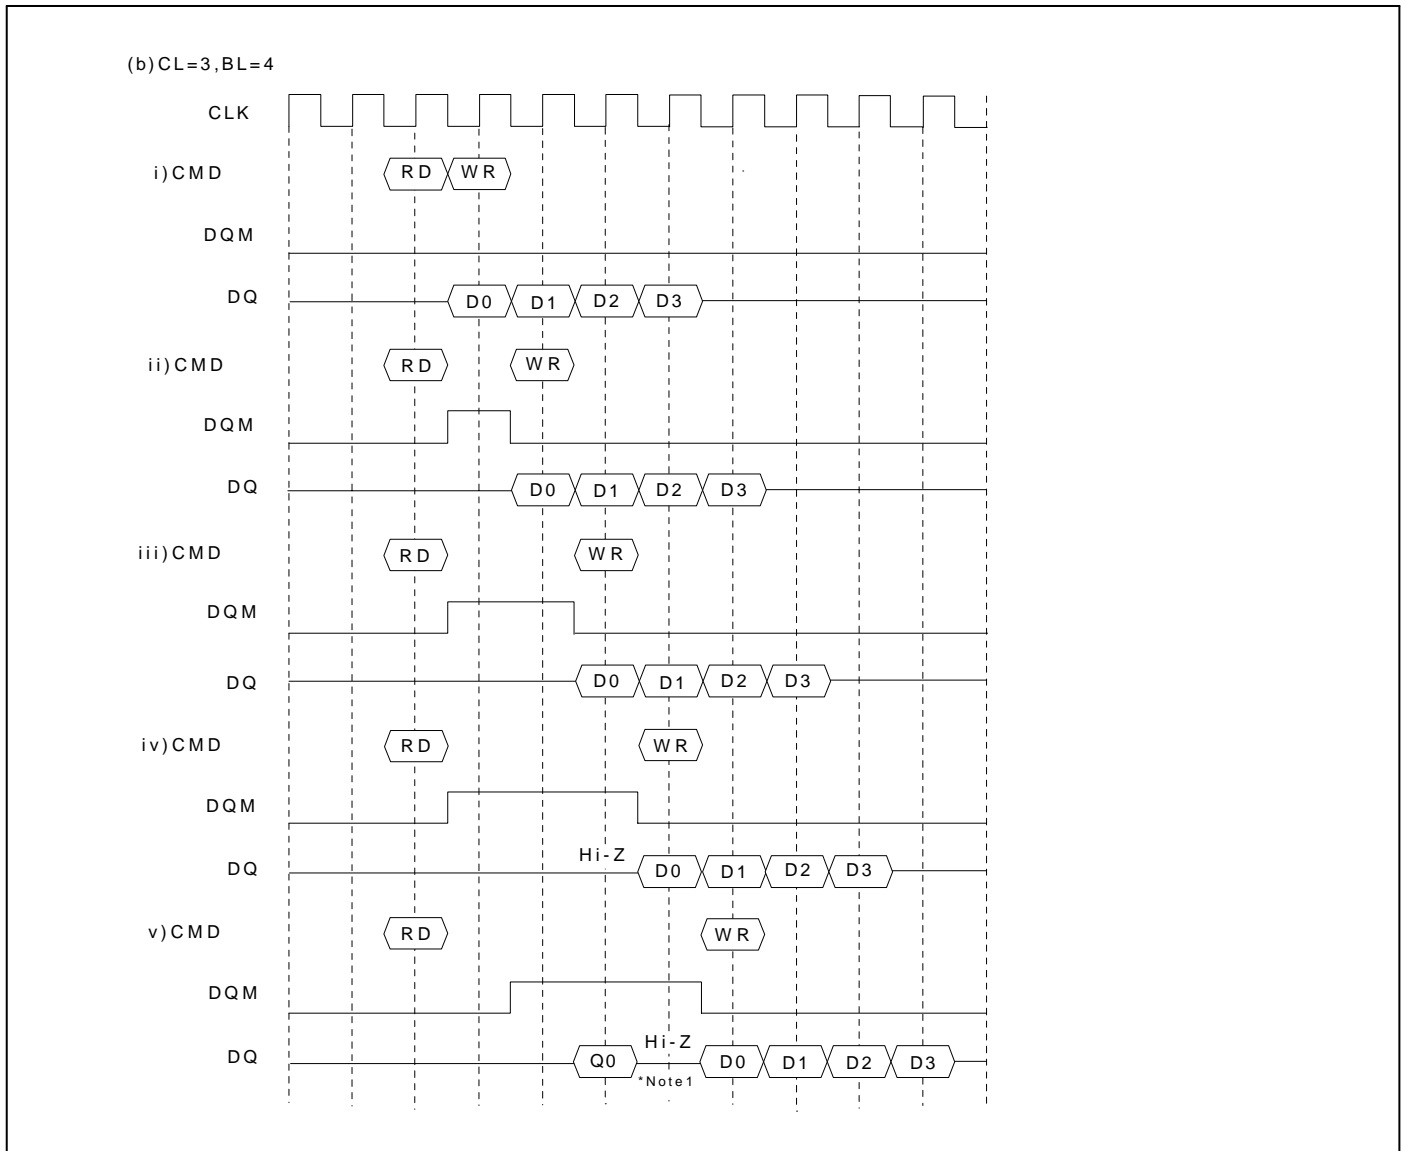 (b)CL=3,BL=4
CLK
i)CMD RD WR
DQM
DQ D0 D1 D2 D3
ii)CMD RD WR
DQM
DQ D0 D1 D2 D3
iii)CMD RD WR
DQM
DQ D0 D1 D2 D3
iv)CMD RD WR
DQM
Hi-Z
DQ D0 D1 D2 D3
v)CMD RD WR
DQM
Hi-Z
DQ Q0 D0 D1 D2 D3
*Note1